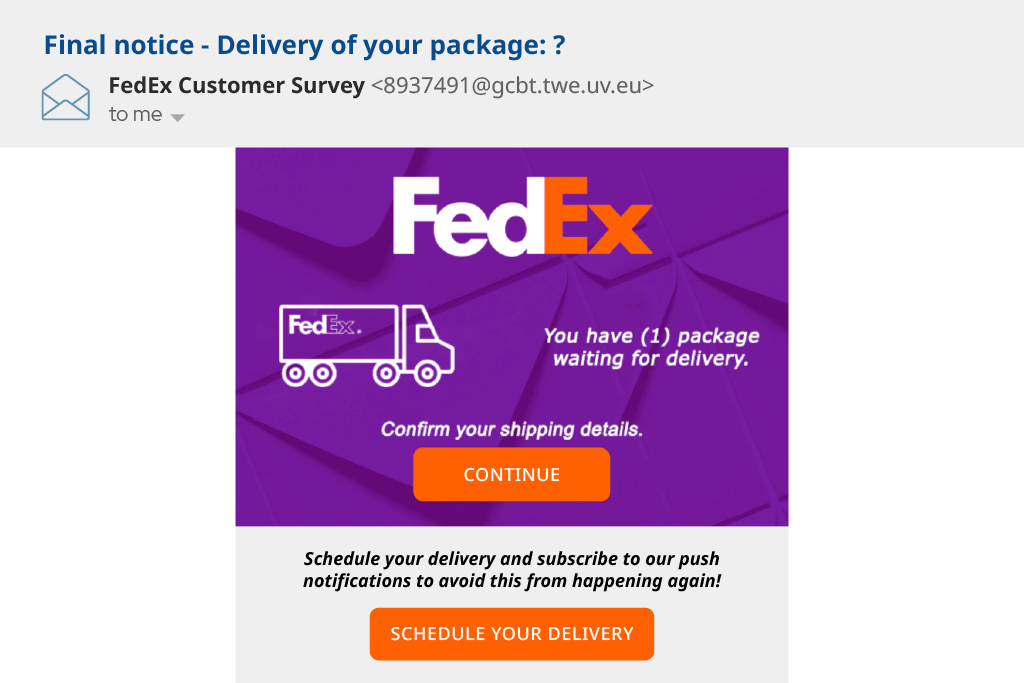 Final notice - Delivery of your package: ?
FedEx Customer Survey <8937491@gcbt.twe.uv.eu>
to me
FedEx
FedEx.
You have (1) package
waiting for delivery.
Confirm your shipping details.
CONTINUE
Schedule your delivery and subscribe to our push
notifications to avoid this from happening again!
SCHEDULE YOUR DELIVERY